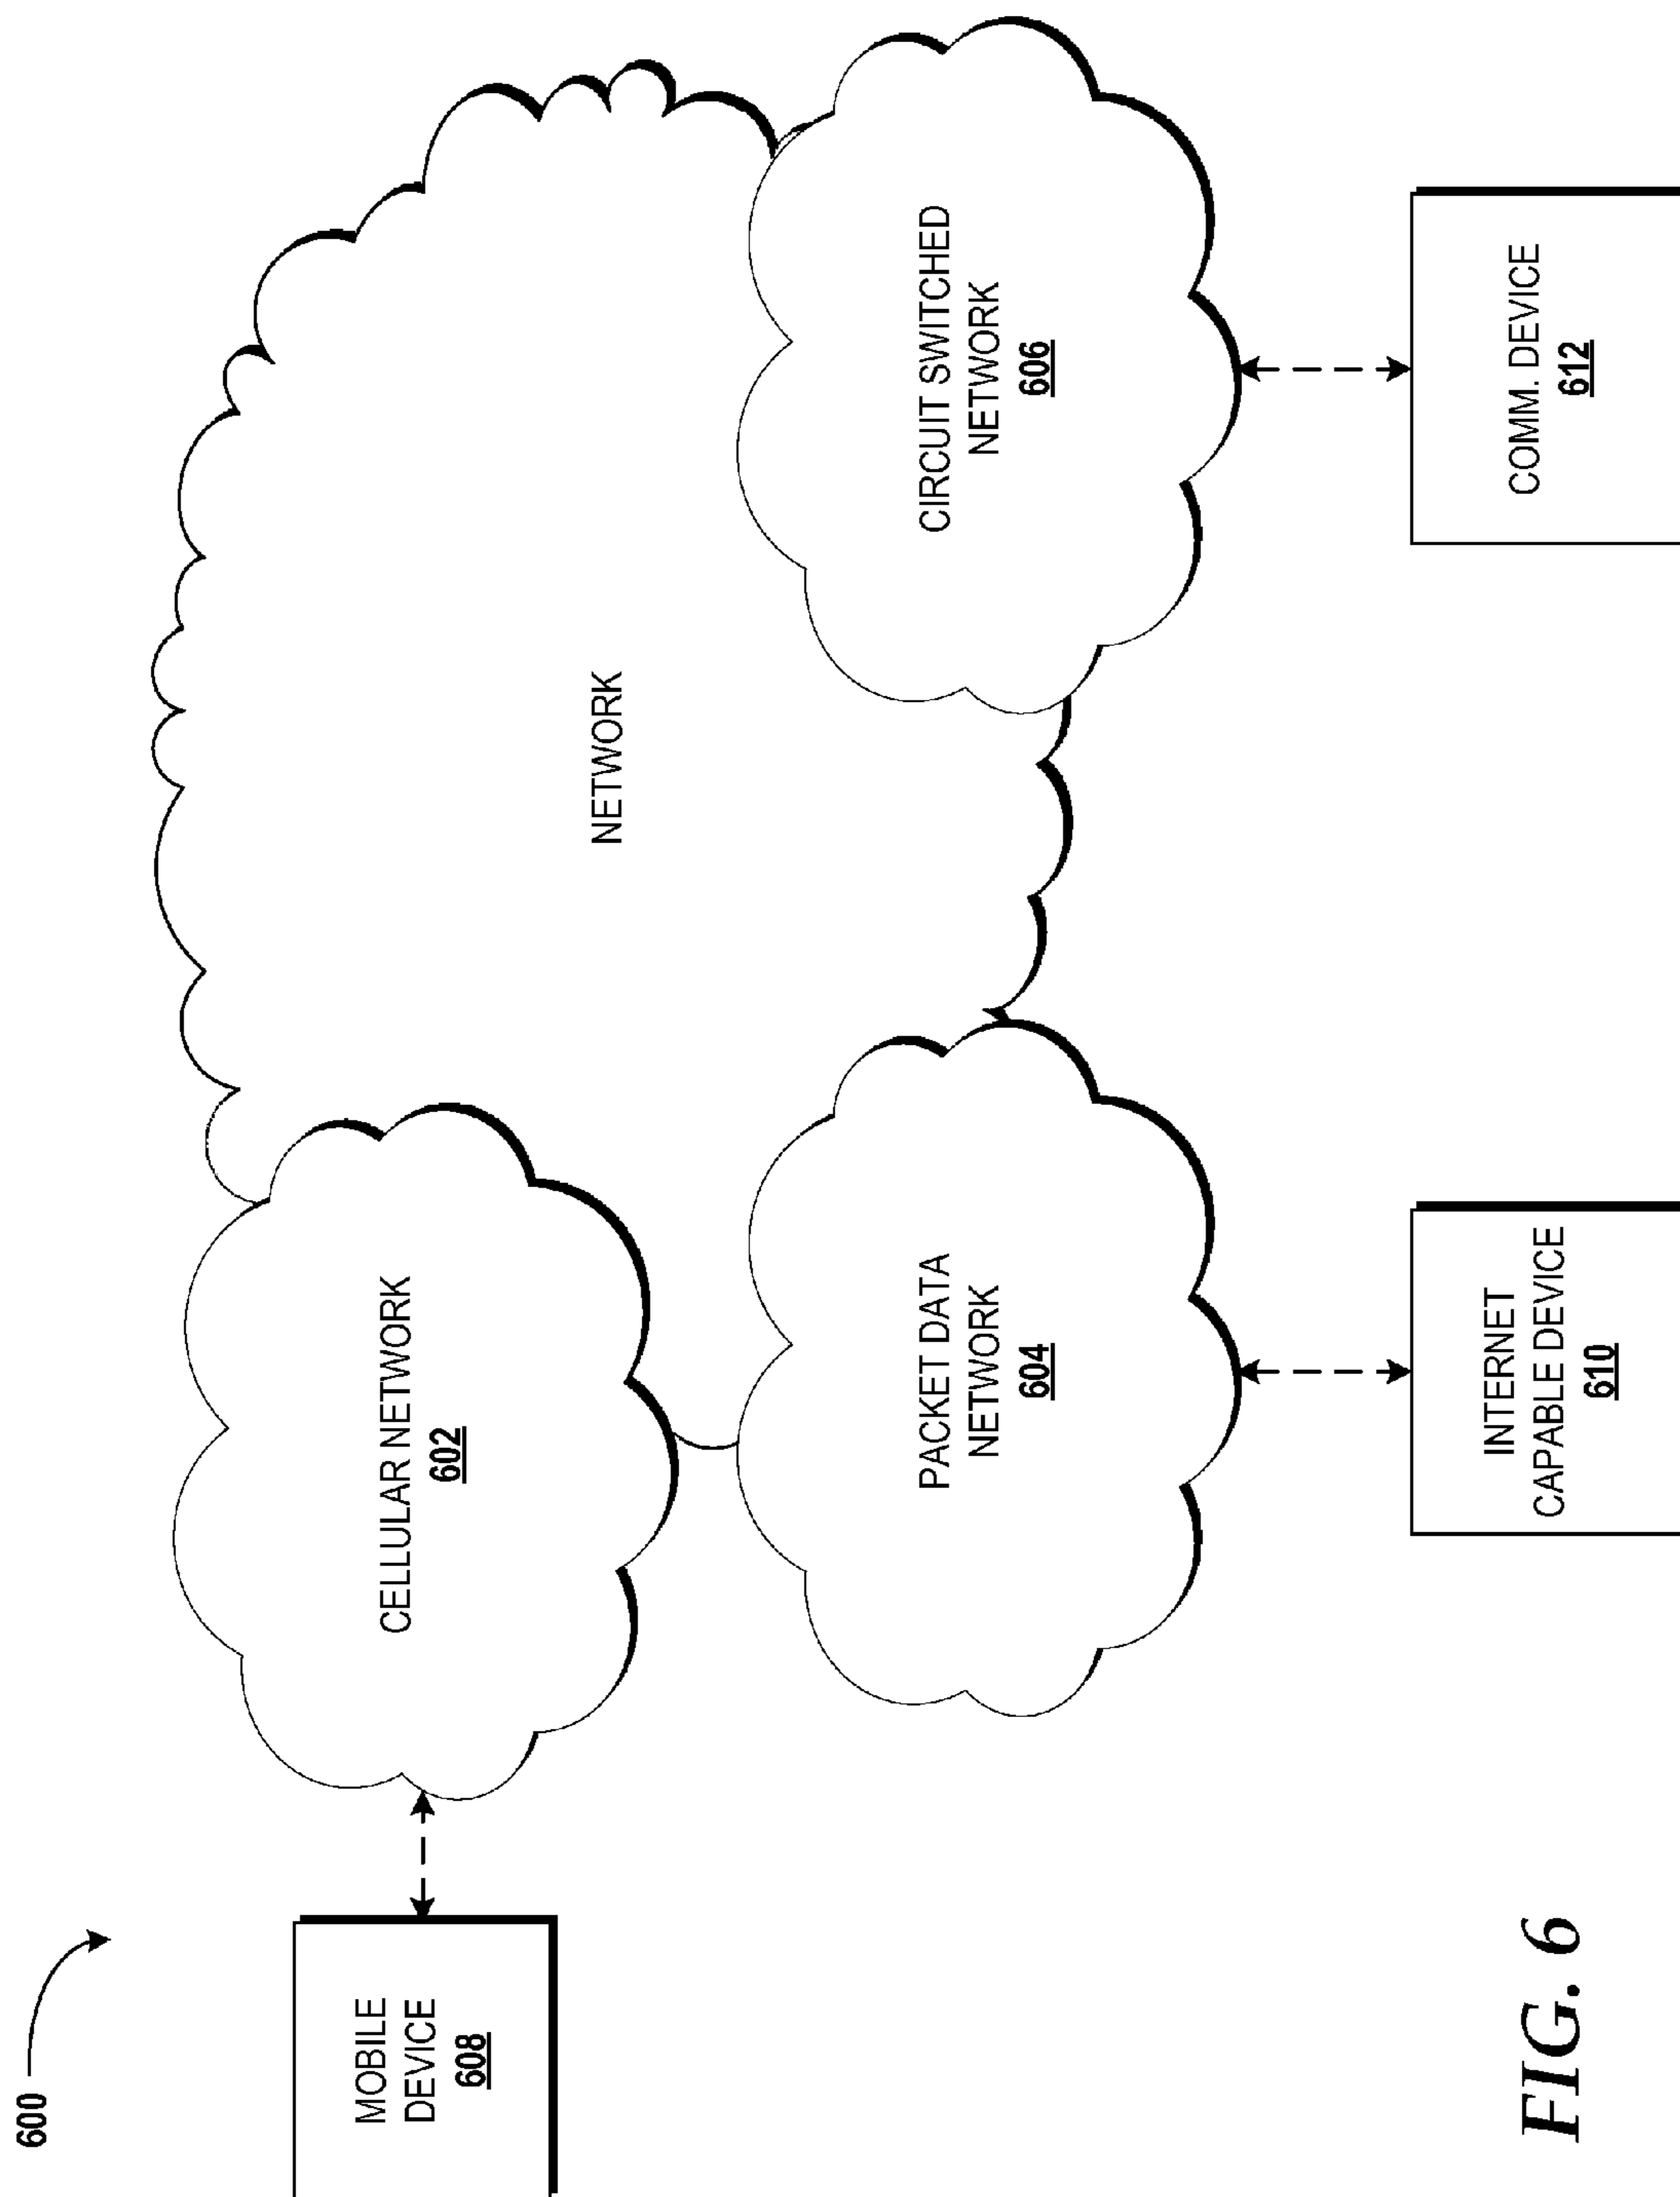 600
NETWORK
MOBILE
DEVICE
608
CELLULAR NETWORK
602
PACKET DATA
NETWORK
604
CIRCUIT SWITCHED
NETWORK
606
INTERNET
CAPABLE DEVICE
610
COMM. DEVICE
612
FIG. 6